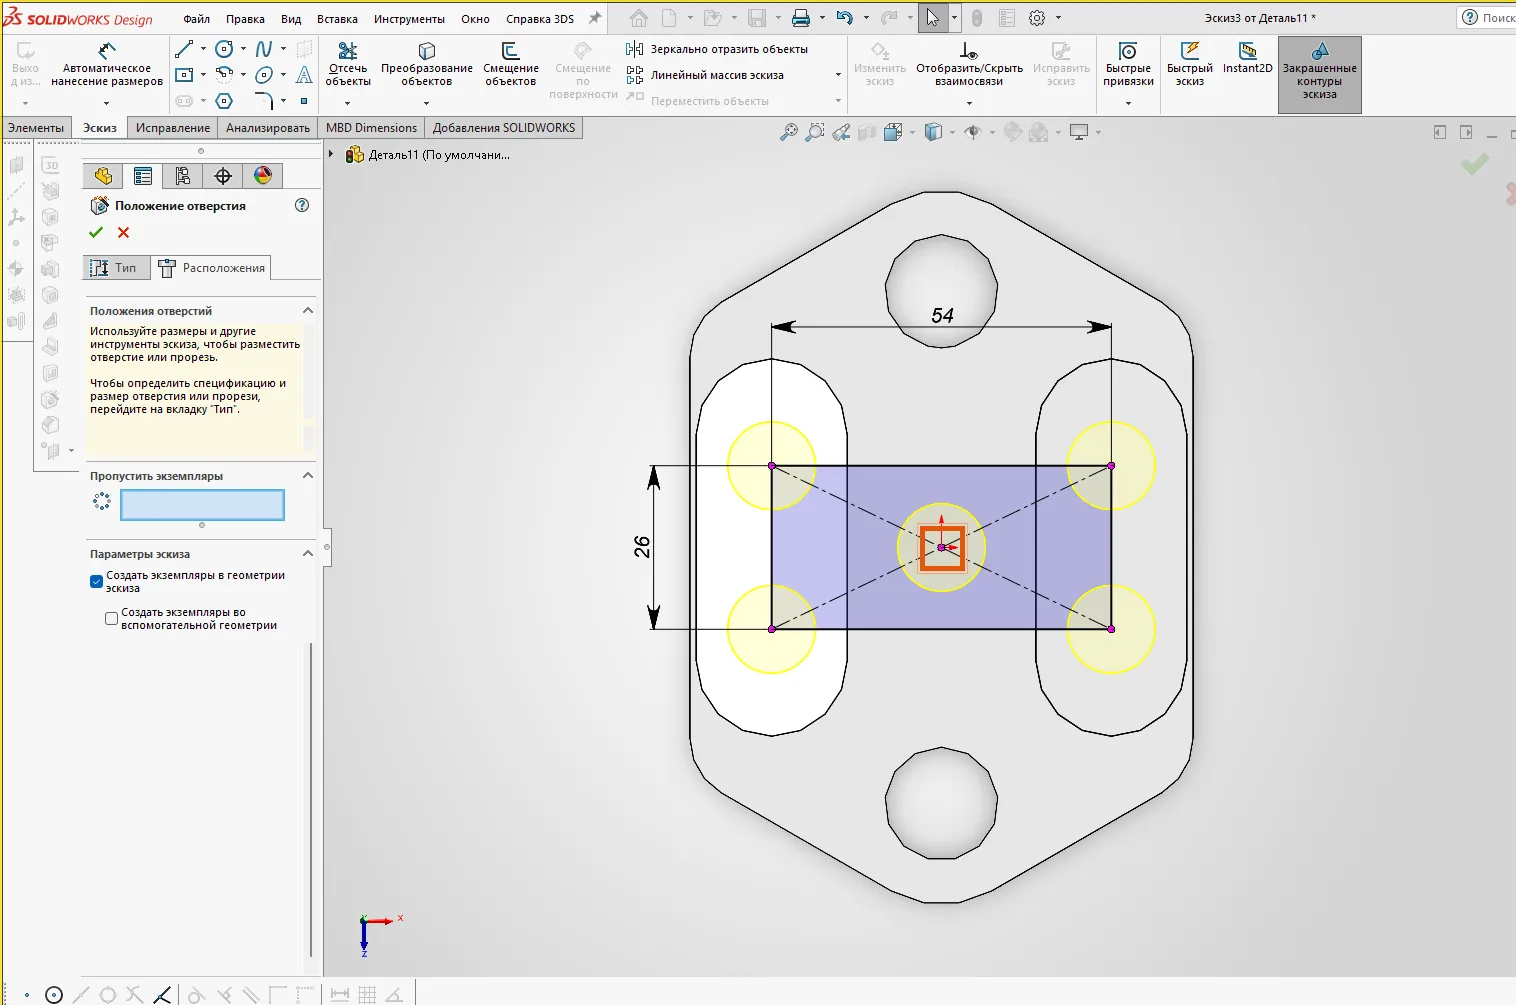 SOLIDWORKS Design
Файл Правка Вид Вставка Инструменты Окно Справка 3DS
Эскиз3 от Деталь11 *
Поиск
Выхо
д из...
Автоматическое
нанесение размеров
Отсечь
объекты
Преобразование
объектов
Смещение
объектов
Смещение
по
поверхности
Зеркально отразить объекты
Линейный массив эскиза
Переместить объекты
Изменить
эскиз
Отобразить/Скрыть
взаимосвязи
Исправить
эскиз
Быстрые
привязки
Быстрый
эскиз
Instant2D
Закрашенные
контуры
эскиза
Элементы Эскиз Исправление Анализировать MBD Dimensions Добавления SOLIDWORKS
3D
Деталь11 (По умолчани...
Положение отверстия
Тип Расположения
Положения отверстий
Используйте размеры и другие
инструменты эскиза, чтобы разместить
отверстие или прорезь.
Чтобы определить спецификацию и
размер отверстия или прорези,
перейдите на вкладку "Тип".
Пропустить экземпляры
Параметры эскиза
Создать экземпляры в геометрии
эскиза
Создать экземпляры во
вспомогательной геометрии
54
26
Y
X
Z